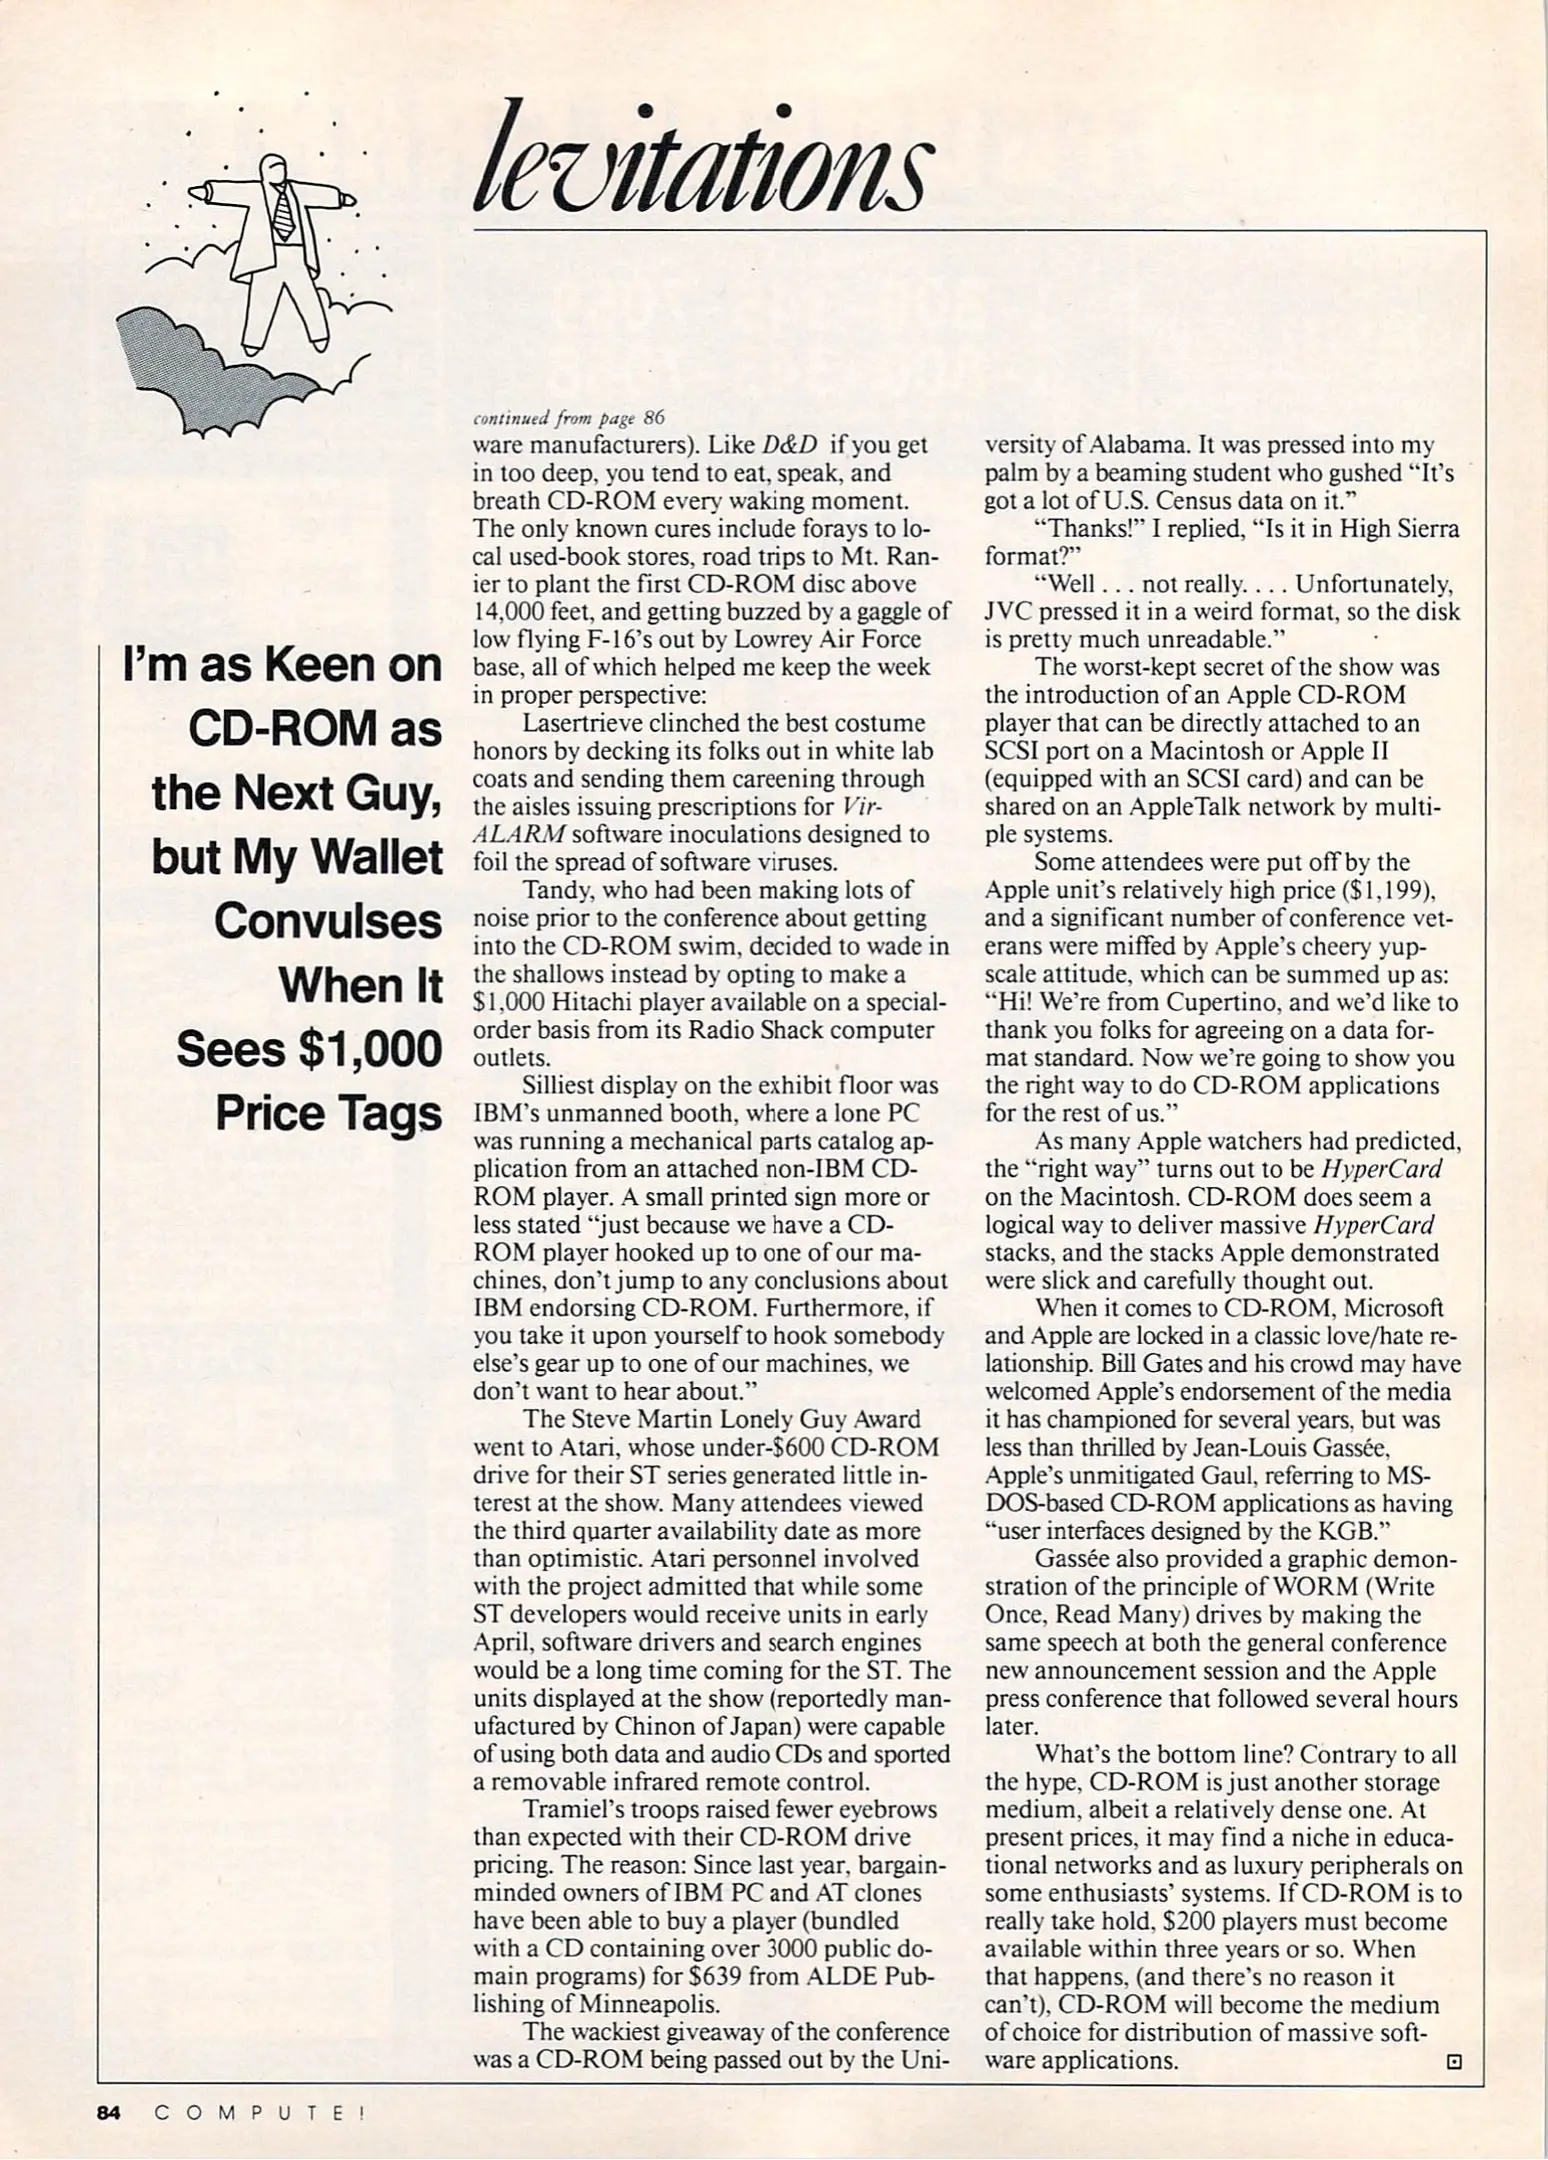 levitations
I'm as Keen on
CD-ROM as
the Next Guy,
but My Wallet
Convulses
When It
Sees $1,000
Price Tags
continued from page 86
ware manufacturers). Like D&D if you get
in too deep, you tend to eat, speak, and
breath CD-ROM every waking moment.
The only known cures include forays to lo-
cal used-book stores, road trips to Mt. Ran-
ier to plant the first CD-ROM disc above
14,000 feet, and getting buzzed by a gaggle of
low flying F-16's out by Lowrey Air Force
base, all of which helped me keep the week
in proper perspective:
Lasertrieve clinched the best costume
honors by decking its folks out in white lab
coats and sending them careening through
the aisles issuing prescriptions for Vir-
ALARM software inoculations designed to
foil the spread of software viruses.
Tandy, who had been making lots of
noise prior to the conference about getting
into the CD-ROM swim, decided to wade in
the shallows instead by opting to make a
$1,000 Hitachi player available on a special-
order basis from its Radio Shack computer
outlets.
Silliest display on the exhibit floor was
IBM's unmanned booth, where a lone PC
was running a mechanical parts catalog ap-
plication from an attached non-IBM CD-
ROM player. A small printed sign more or
less stated “just because we have a CD-
ROM player hooked up to one of our ma-
chines, don't jump to any conclusions about
IBM endorsing CD-ROM. Furthermore, if
you take it upon yourself to hook somebody
else's gear up to one of our machines, we
don't want to hear about.”
The Steve Martin Lonely Guy Award
went to Atari, whose under-$600 CD-ROM
drive for their ST series generated little in-
terest at the show. Many attendees viewed
the third quarter availability date as more
than optimistic. Atari personnel involved
with the project admitted that while some
ST developers would receive units in early
April, software drivers and search engines
would be a long time coming for the ST. The
units displayed at the show (reportedly man-
ufactured by Chinon of Japan) were capable
of using both data and audio CDs and sported
a removable infrared remote control.
Tramiel's troops raised fewer eyebrows
than expected with their CD-ROM drive
pricing. The reason: Since last year, bargain-
minded owners of IBM PC and AT clones
have been able to buy a player (bundled
with a CD containing over 3000 public do-
main programs) for $639 from ALDE Pub-
lishing of Minneapolis.
The wackiest giveaway of the conference
was a CD-ROM being passed out by the Uni-
versity of Alabama. It was pressed into my
palm by a beaming student who gushed “It's
got a lot of U.S. Census data on it.”
“Thanks!” I replied, “Is it in High Sierra
format?”
“Well . . . not really. . . . Unfortunately,
JVC pressed it in a weird format, so the disk
is pretty much unreadable.”
The worst-kept secret of the show was
the introduction of an Apple CD-ROM
player that can be directly attached to an
SCSI port on a Macintosh or Apple II
(equipped with an SCSI card) and can be
shared on an AppleTalk network by multi-
ple systems.
Some attendees were put off by the
Apple unit's relatively high price ($1,199),
and a significant number of conference vet-
erans were miffed by Apple's cheery yup-
scale attitude, which can be summed up as:
“Hi! We're from Cupertino, and we'd like to
thank you folks for agreeing on a data for-
mat standard. Now we're going to show you
the right way to do CD-ROM applications
for the rest of us.”
As many Apple watchers had predicted,
the “right way” turns out to be HyperCard
on the Macintosh. CD-ROM does seem a
logical way to deliver massive HyperCard
stacks, and the stacks Apple demonstrated
were slick and carefully thought out.
When it comes to CD-ROM, Microsoft
and Apple are locked in a classic love/hate re-
lationship. Bill Gates and his crowd may have
welcomed Apple's endorsement of the media
it has championed for several years, but was
less than thrilled by Jean-Louis Gassée,
Apple's unmitigated Gaul, referring to MS-
DOS-based CD-ROM applications as having
“user interfaces designed by the KGB.”
Gassée also provided a graphic demon-
stration of the principle of WORM (Write
Once, Read Many) drives by making the
same speech at both the general conference
new announcement session and the Apple
press conference that followed several hours
later.
What's the bottom line? Contrary to all
the hype, CD-ROM is just another storage
medium, albeit a relatively dense one. At
present prices, it may find a niche in educa-
tional networks and as luxury peripherals on
some enthusiasts' systems. If CD-ROM is to
really take hold, $200 players must become
available within three years or so. When
that happens, (and there's no reason it
can't), CD-ROM will become the medium
of choice for distribution of massive soft-
ware applications.
84 COMPUTE!